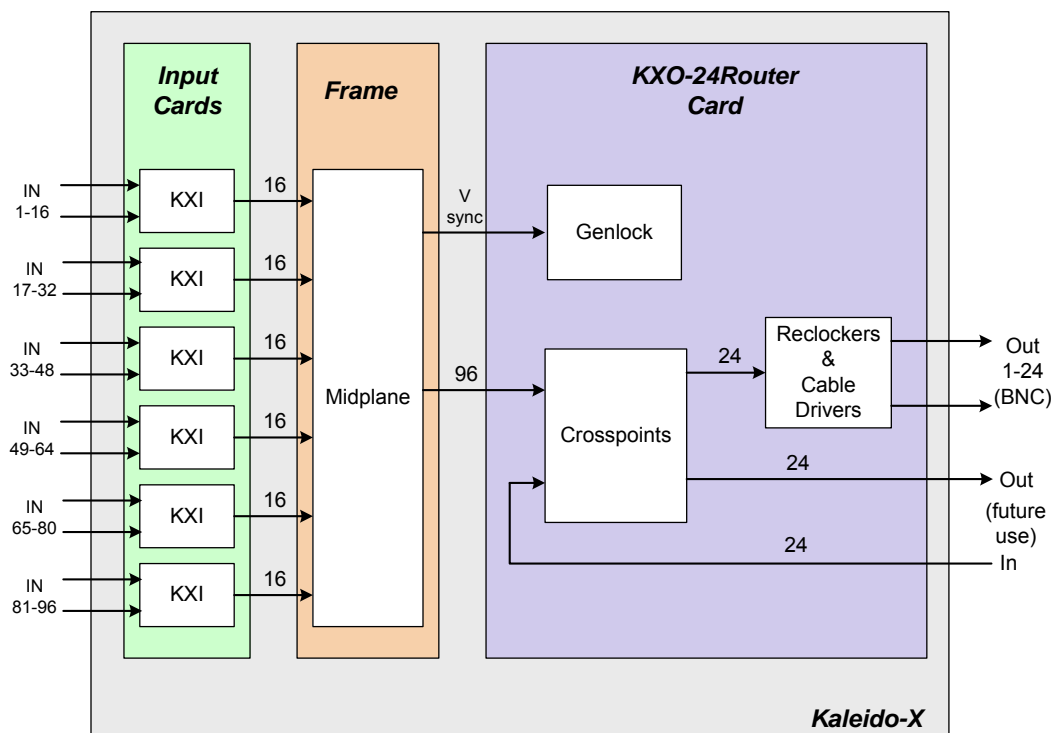 Input
Cards
Frame
KXO-24Router
Card
IN
1-16
KXI
16
IN
17-32
KXI
16
IN
33-48
KXI
16
IN
49-64
KXI
16
IN
65-80
KXI
16
IN
81-96
KXI
16
Midplane
V
sync
96
Genlock
Crosspoints
24
Reclockers
&
Cable
Drivers
Out
1-24
(BNC)
24
Out
(future
use)
24
In
Kaleido-X